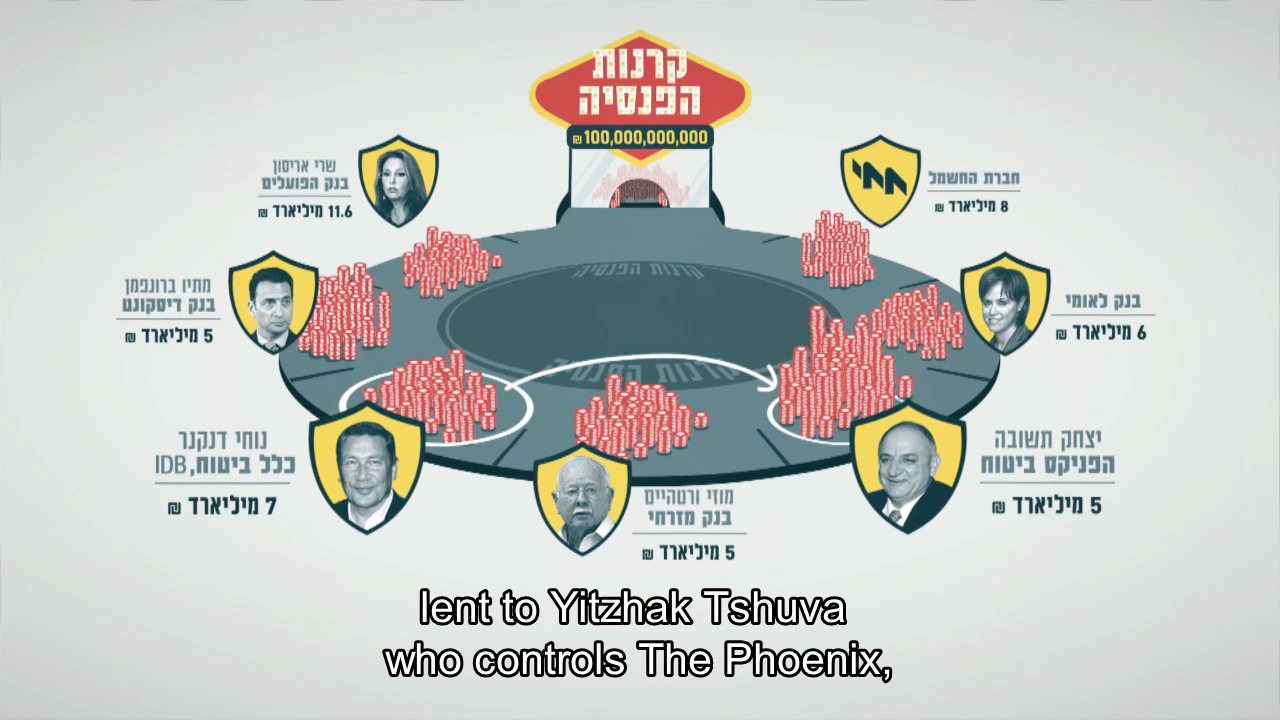 קרנות
הפנסיה
100,000,000,000 ₪
שרי אריסון
בנק הפועלים
11.6 מיליארד ₪
חברת החשמל
8 מיליארד ₪
מתיו ברונפמן
בנק דיסקונט
5 מיליארד ₪
בנק לאומי
6 מיליארד ₪
קרנות הפנסיה
קרנות הפנסיה
נוחי דנקנר
כלל ביטוח, IDB
7 מיליארד ₪
מוזי ורטהיים
בנק מזרחי
5 מיליארד ₪
יצחק תשובה
הפניקס ביטוח
5 מיליארד ₪
lent to Yitzhak Tshuva
who controls The Phoenix,